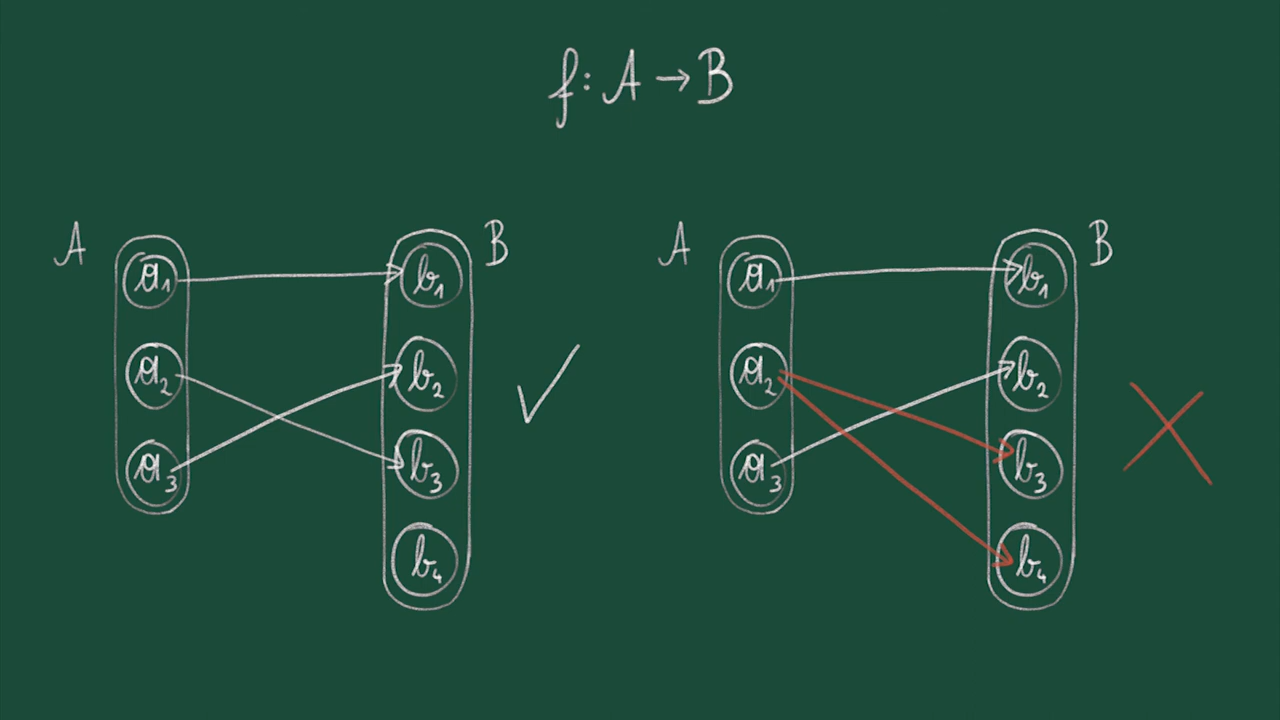 f: A → B
A B A B
a₁ b₁ a₁ b₁
a₂ b₂ a₂ b₂
a₃ b₃ a₃ b₃
b₄ b₄